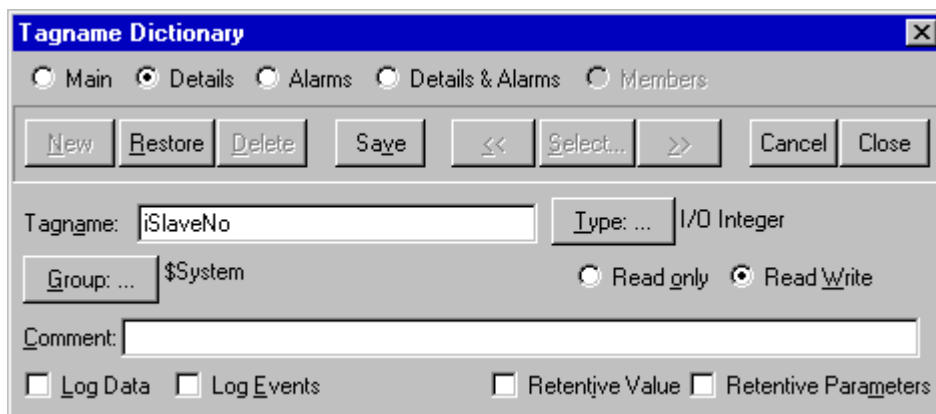 Tagname Dictionary
Main Details Alarms Details & Alarms Members
New Restore Delete Save << Select... >> Cancel Close
Tagname: iSlaveNo Type: ... I/O Integer
Group: ... $System Read only Read Write
Comment:
Log Data Log Events Retentive Value Retentive Parameters